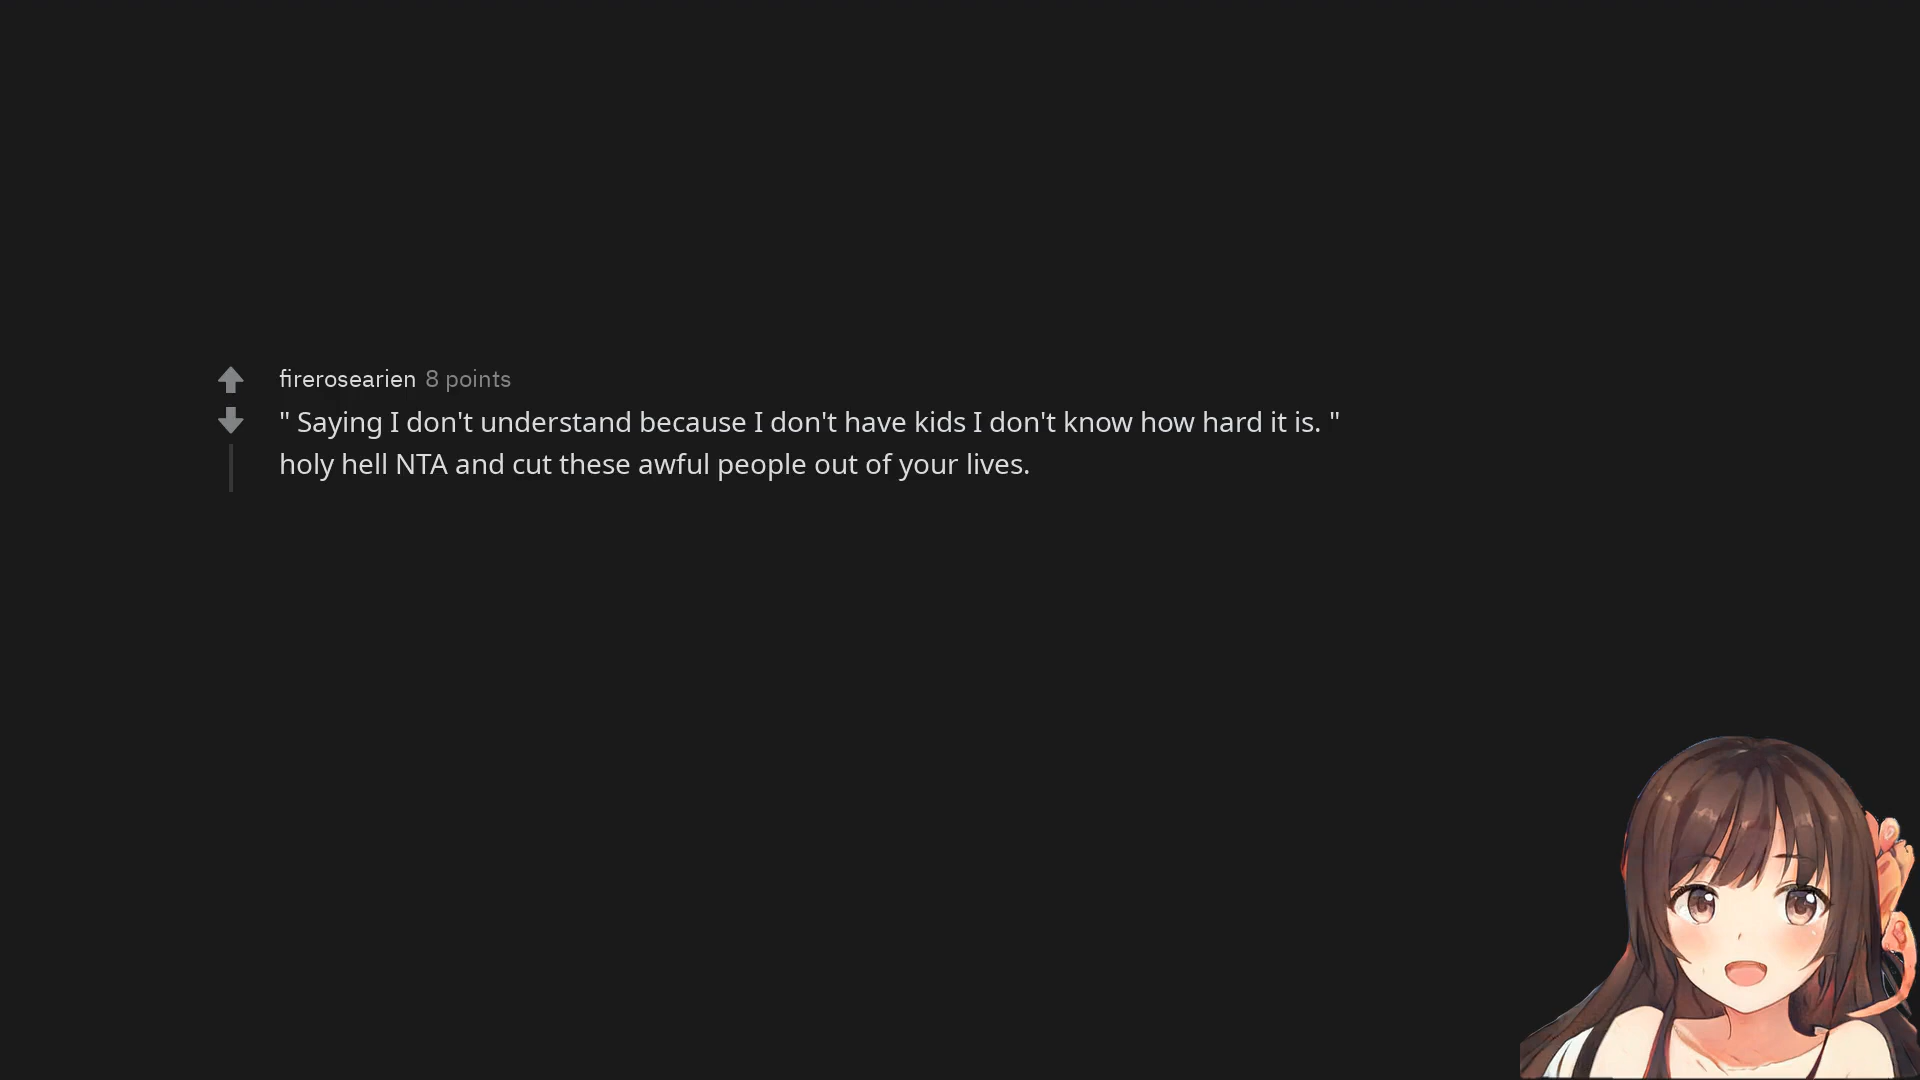 firerosearien 8 points
" Saying I don't understand because I don't have kids I don't know how hard it is. "
holy hell NTA and cut these awful people out of your lives.